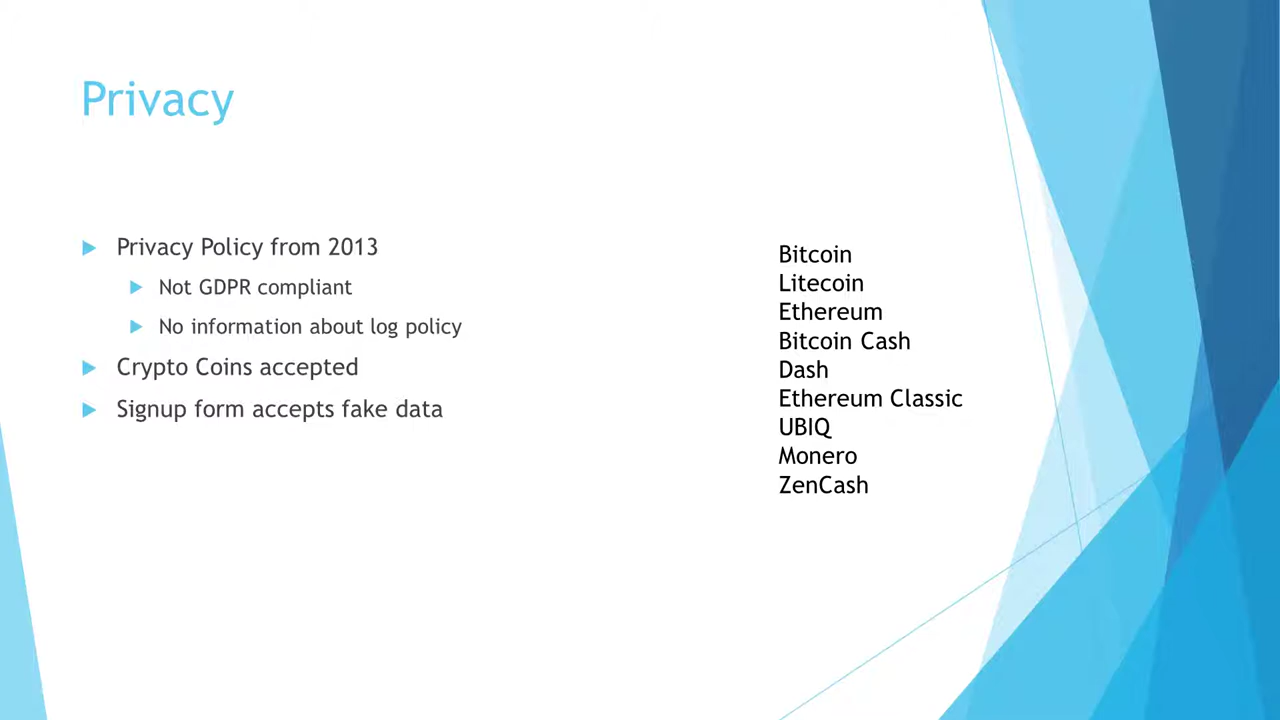 Privacy
Privacy Policy from 2013
Not GDPR compliant
No information about log policy
Crypto Coins accepted
Signup form accepts fake data
Bitcoin
Litecoin
Ethereum
Bitcoin Cash
Dash
Ethereum Classic
UBIQ
Monero
ZenCash